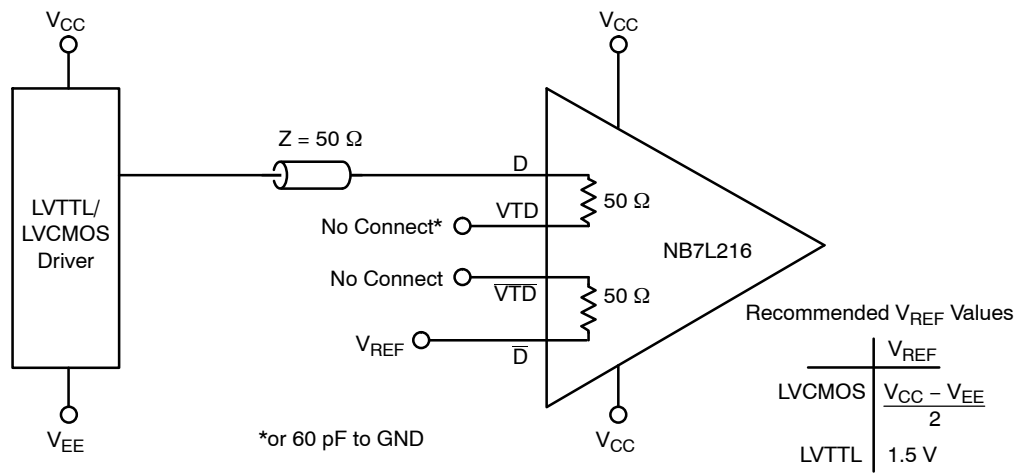 VCC
VCC
Z = 50 Ω
D
LVTTL/
LVCMOS
Driver
50 Ω
No Connect*
VTD
NB7L216
No Connect
VTD
50 Ω
VREF
D
Recommended VREF Values
VREF
LVCMOS
VCC – VEE
2
LVTTL
1.5 V
VEE
*or 60 pF to GND
VCC